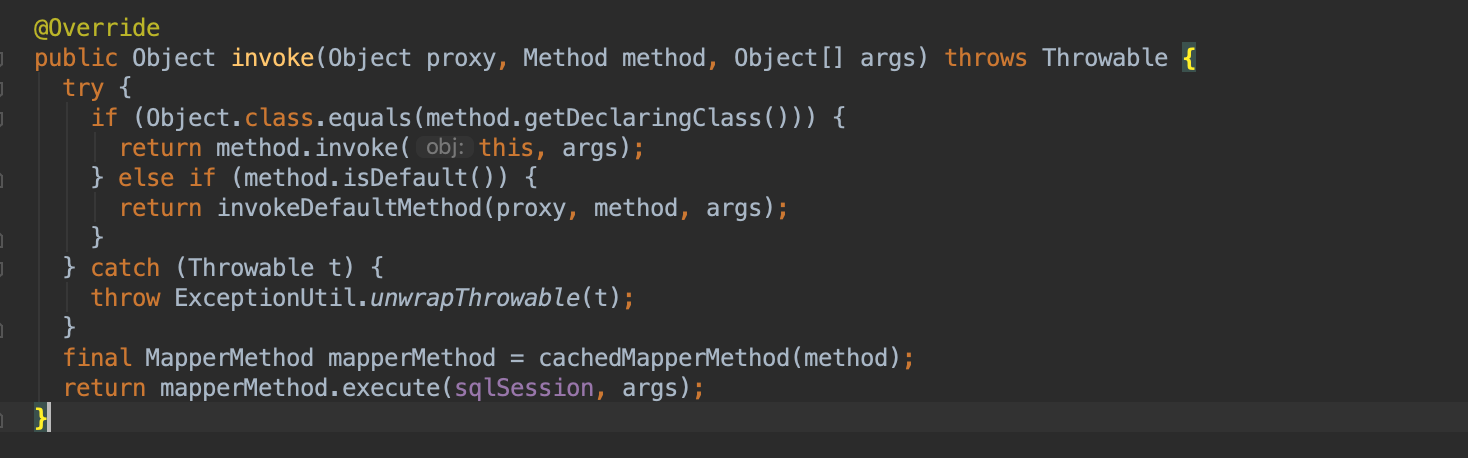 @Override
public Object invoke(Object proxy, Method method, Object[] args) throws Throwable {
  try {
    if (Object.class.equals(method.getDeclaringClass())) {
      return method.invoke( obj: this, args);
    } else if (method.isDefault()) {
      return invokeDefaultMethod(proxy, method, args);
    }
  } catch (Throwable t) {
    throw ExceptionUtil.unwrapThrowable(t);
  }
  final MapperMethod mapperMethod = cachedMapperMethod(method);
  return mapperMethod.execute(sqlSession, args);
}